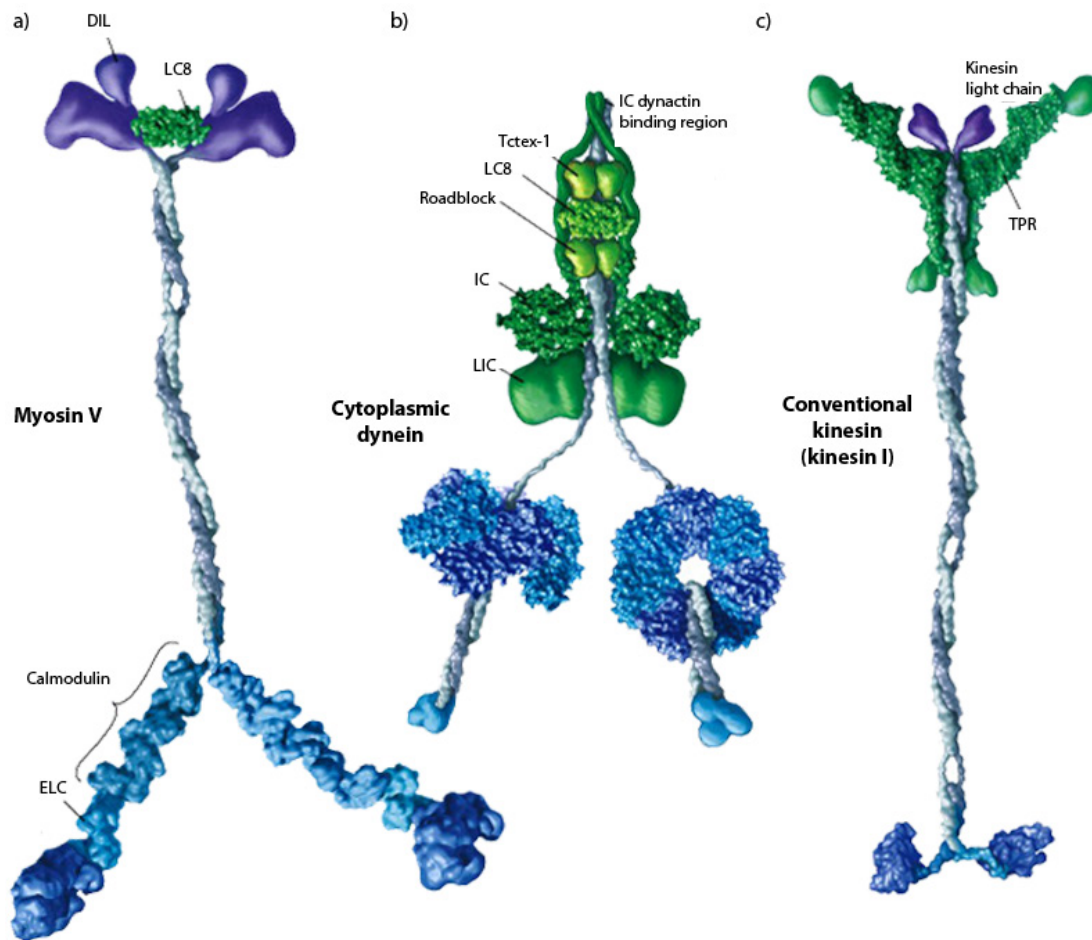 a)
DIL
LC8
Myosin V
Calmodulin
ELC
b)
IC dynactin
binding region
Tctex-1
LC8
Roadblock
IC
LIC
Cytoplasmic
dynein
c)
Kinesin
light chain
TPR
Conventional
kinesin
(kinesin I)